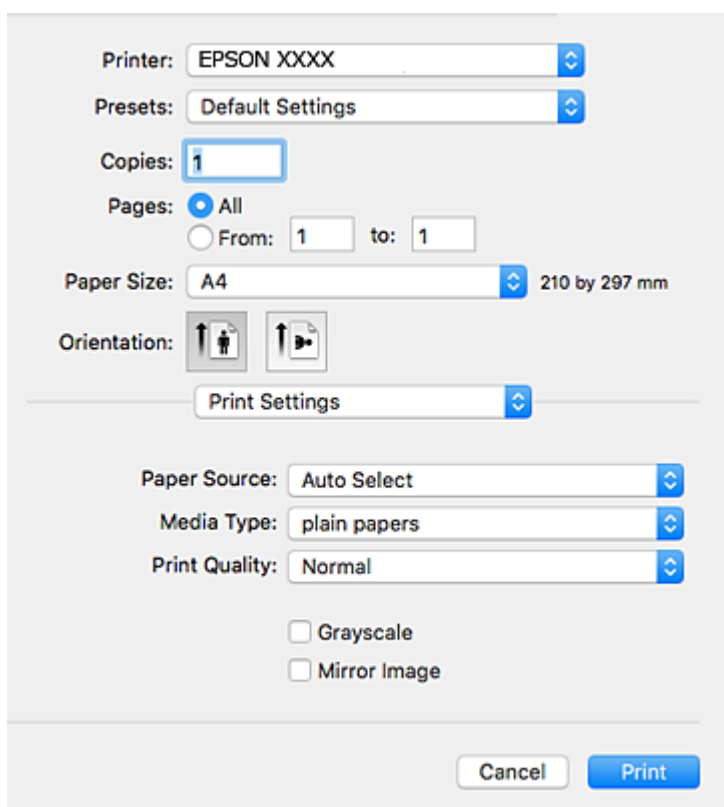 Printer: EPSON XXXX
Presets: Default Settings
Copies: 1
Pages: All
From: 1 to: 1
Paper Size: A4 210 by 297 mm
Orientation:
Print Settings
Paper Source: Auto Select
Media Type: plain papers
Print Quality: Normal
Grayscale
Mirror Image
Cancel Print